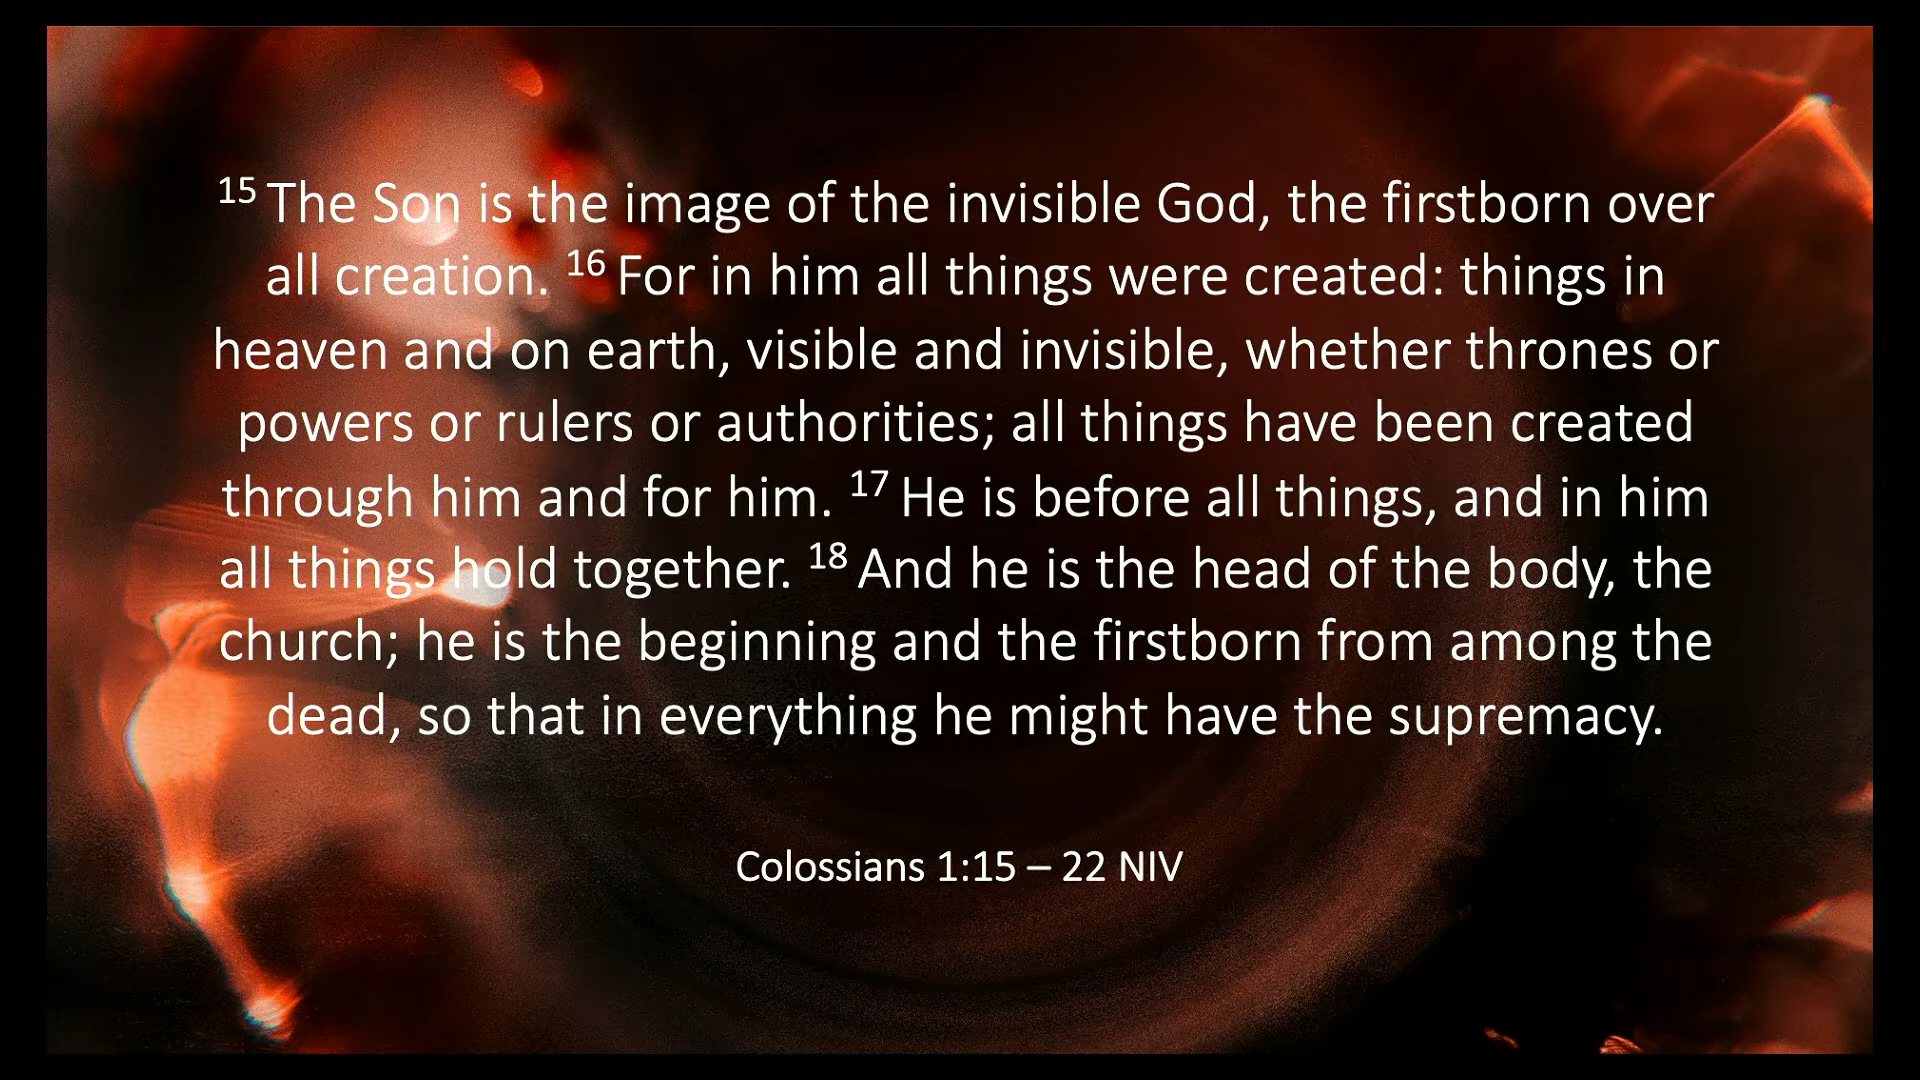 15 The Son is the image of the invisible God, the firstborn over
all creation. 16 For in him all things were created: things in
heaven and on earth, visible and invisible, whether thrones or
powers or rulers or authorities; all things have been created
through him and for him. 17 He is before all things, and in him
all things hold together. 18 And he is the head of the body, the
church; he is the beginning and the firstborn from among the
dead, so that in everything he might have the supremacy.
Colossians 1:15 – 22 NIV